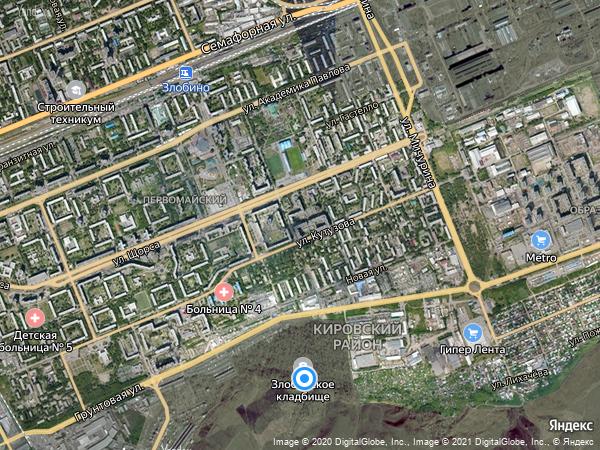 Семафорная ул.
Злобино
Строительный
техникум
ул. Академика Павлова
ул. Гастелло
ул. Мичурина
ПЕРВОМАЙСКИЙ
ул. Щорса
ул. Кутузова
Новая ул.
Metro
Больница № 4
Детская
больница № 5
КИРОВСКИЙ
РАЙОН
Гипер Лента
ул. Лихачёва
Злобинское
кладбище
Грунтовая ул.
Яндекс
Image © 2020 DigitalGlobe, Inc., Image © 2021 DigitalGlobe, Inc., © Яндекс